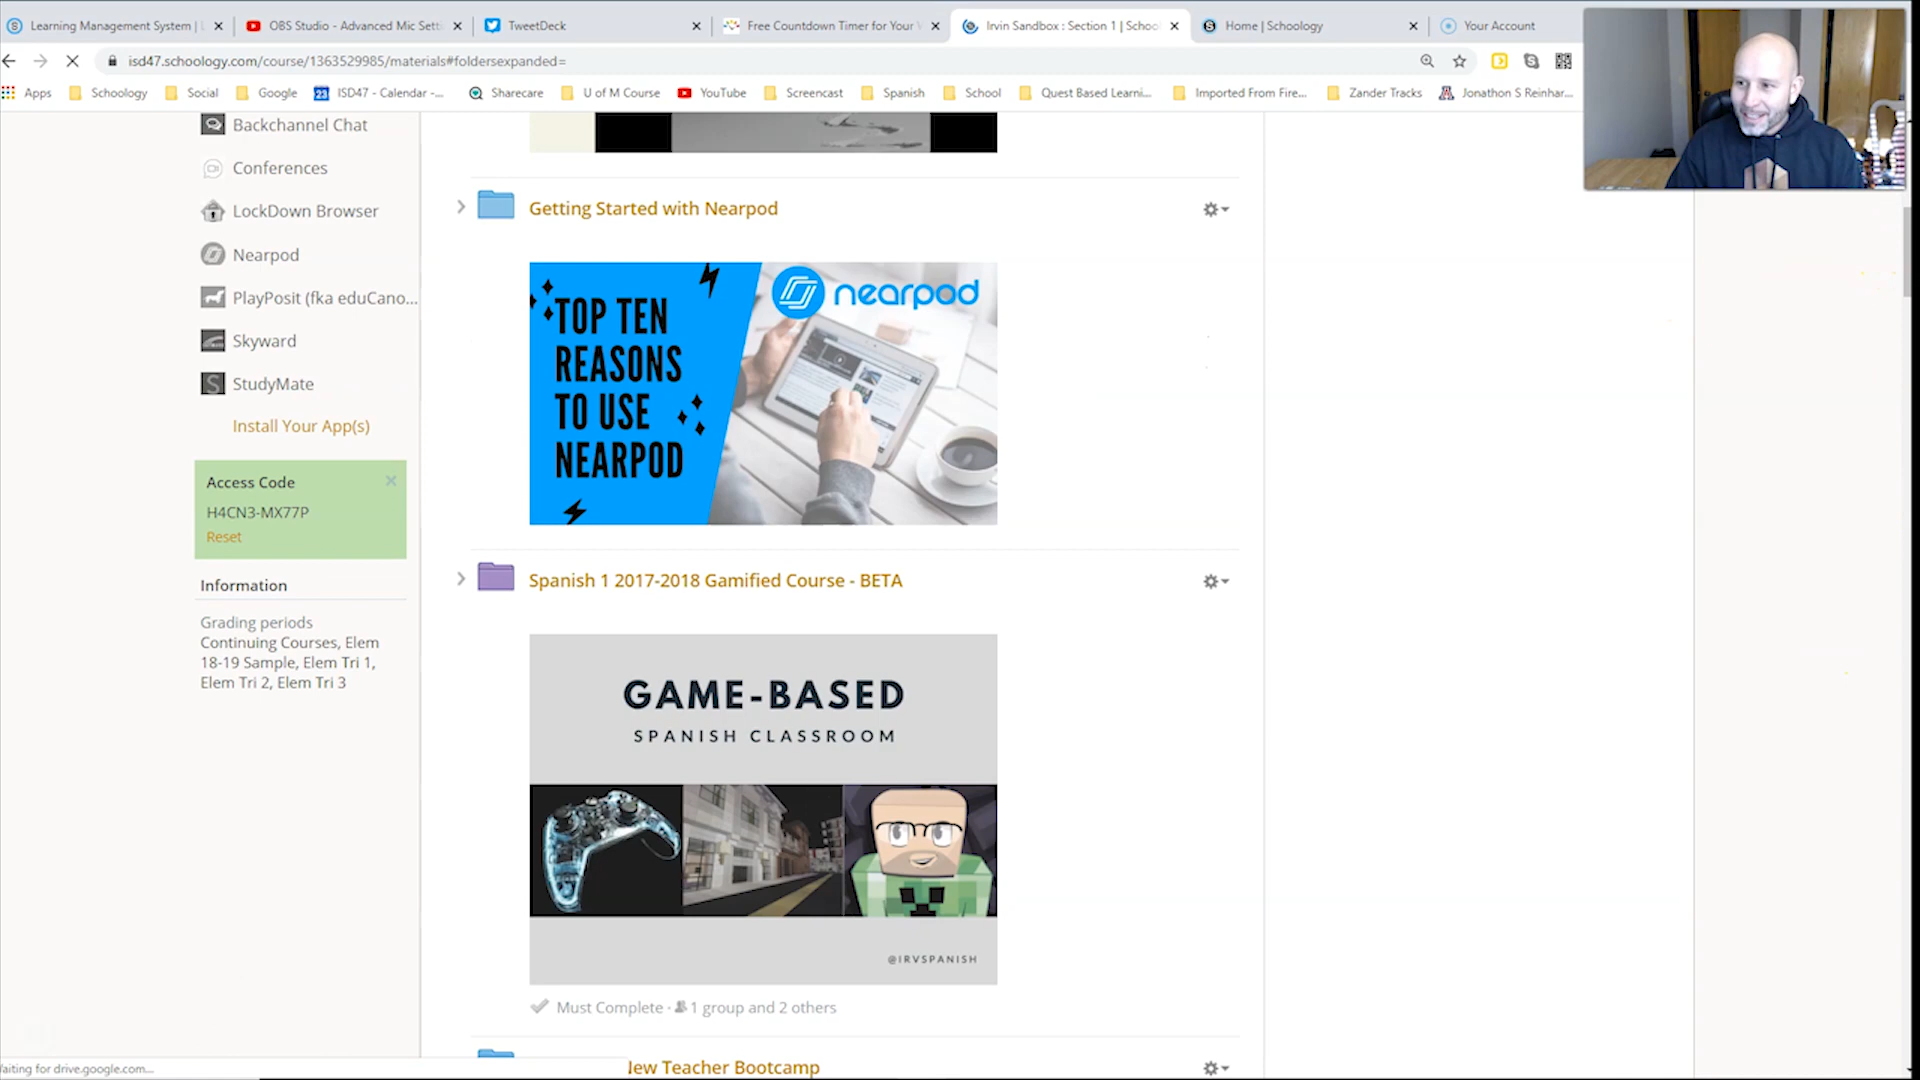 Learning Management System | L
OBS Studio - Advanced Mic Setti
TweetDeck
Free Countdown Timer for Your V
Irvin Sandbox : Section 1 | Schoo
Home | Schoology
Your Account
isd47.schoology.com/course/1363529985/materials#foldersexpanded=
Apps
Schoology
Social
Google
23
ISD47 - Calendar -...
Sharecare
U of M Course
YouTube
Screencast
Spanish
School
Quest Based Learni...
Imported From Fire...
Zander Tracks
Jonathon S Reinhar...
Backchannel Chat
Conferences
LockDown Browser
Nearpod
PlayPosit (fka eduCano...
Skyward
StudyMate
Install Your App(s)
Access Code
H4CN3-MX77P
Reset
Information
Grading periods
Continuing Courses, Elem
18-19 Sample, Elem Tri 1,
Elem Tri 2, Elem Tri 3
Getting Started with Nearpod
TOP TEN
REASONS
TO USE
NEARPOD
nearpod
Spanish 1 2017-2018 Gamified Course - BETA
GAME-BASED
SPANISH CLASSROOM
@IRVSPANISH
Must Complete · 1 group and 2 others
New Teacher Bootcamp
aiting for drive.google.com...